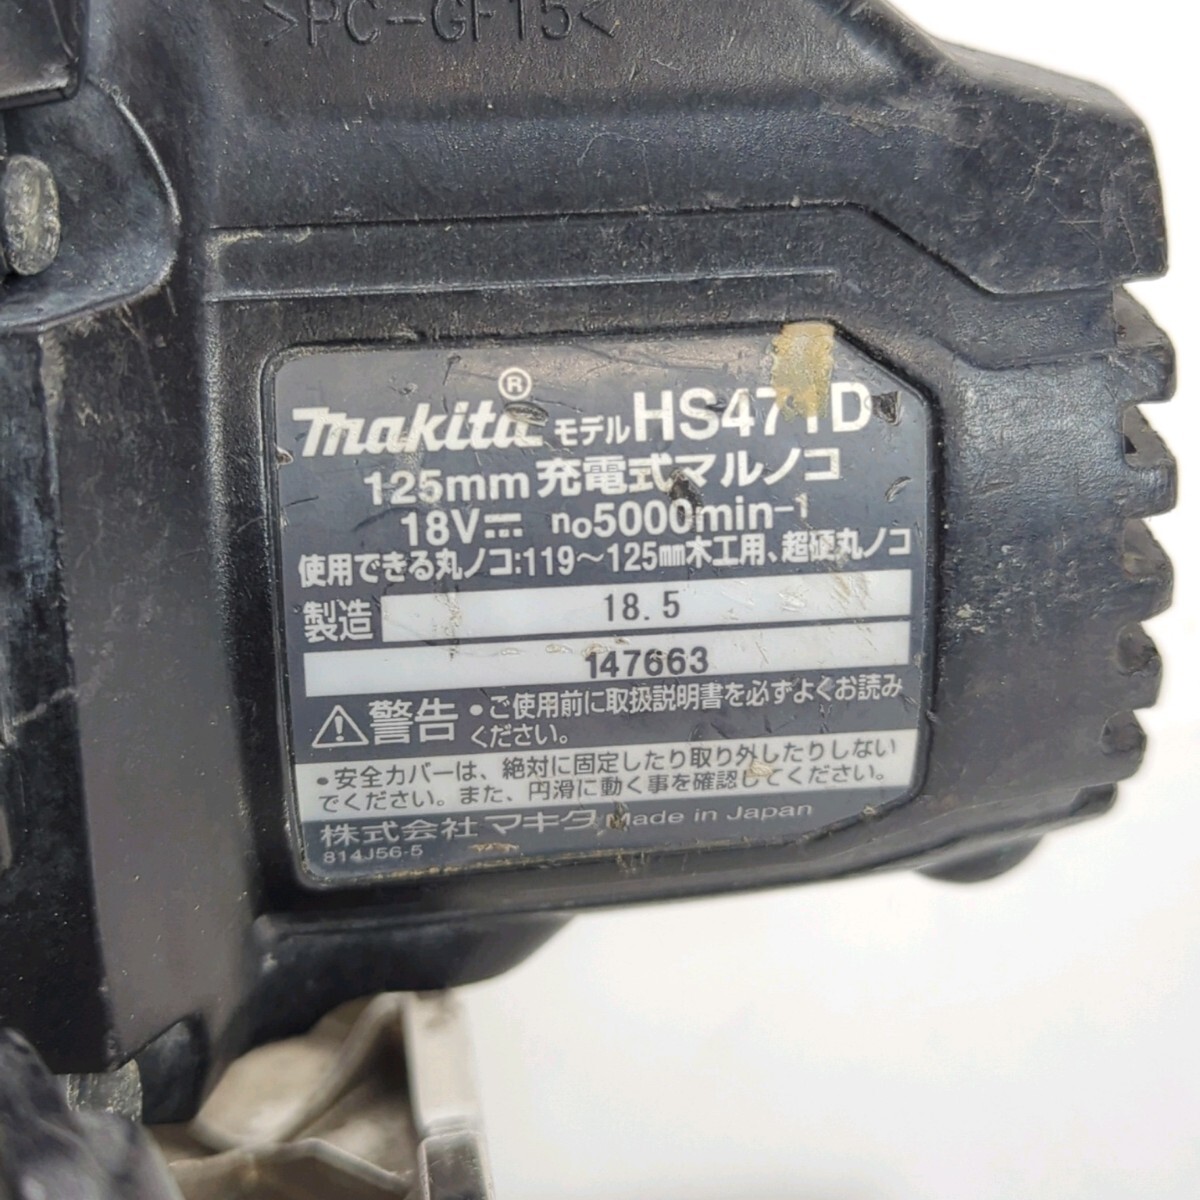 >PC-GF15<
makita® モデル HS471D
125mm 充電式マルノコ
18V⎓ no5000min-1
使用できる丸ノコ:119〜125mm木工用、超硬丸ノコ
製造 18.5
147663
⚠警告 •ご使用前に取扱説明書を必ずよくお読み
ください。
•安全カバーは、絶対に固定したり取り外したりしない
でください。また、円滑に動く事を確認してください。
株式会社 マキタ Made in Japan
814J56-5